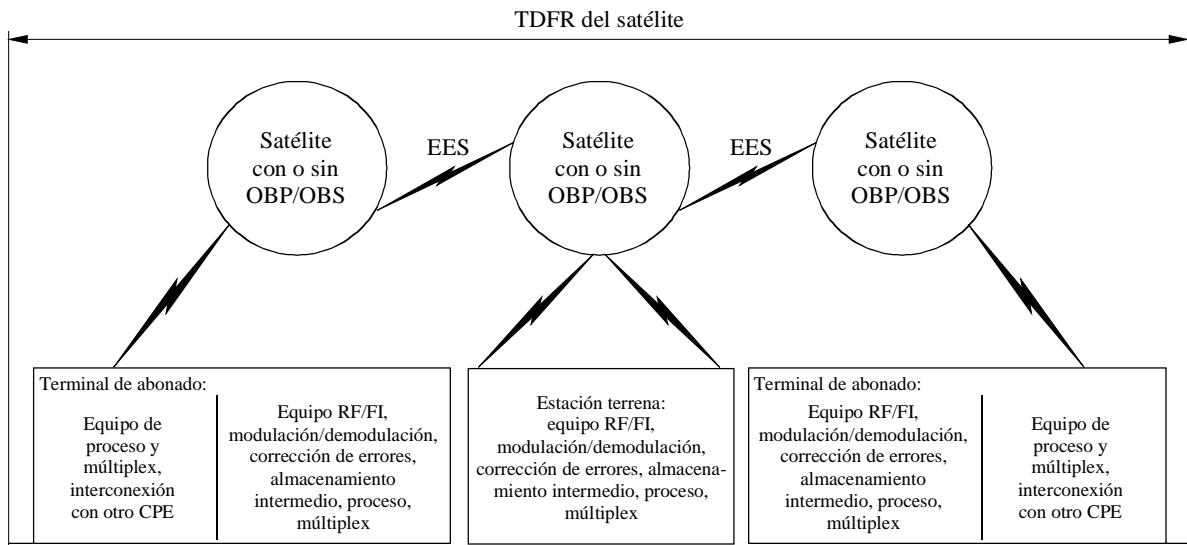 TDFR del satélite
Satélite
con o sin
OBP/OBS
EES
Satélite
con o sin
OBP/OBS
EES
Satélite
con o sin
OBP/OBS
Terminal de abonado:
Equipo de
proceso y
múltiplex,
interconexión
con otro CPE
Equipo RF/FI,
modulación/demodulación,
corrección de errores,
almacenamiento
intermedio, proceso,
múltiplex
Estación terrena:
equipo RF/FI,
modulación/demodulación,
corrección de errores, almacena-
miento intermedio, proceso,
múltiplex
Terminal de abonado:
Equipo RF/FI,
modulación/demodulación,
corrección de errores,
almacenamiento
intermedio, proceso,
múltiplex
Equipo de
proceso y
múltiplex,
interconexión
con otro CPE